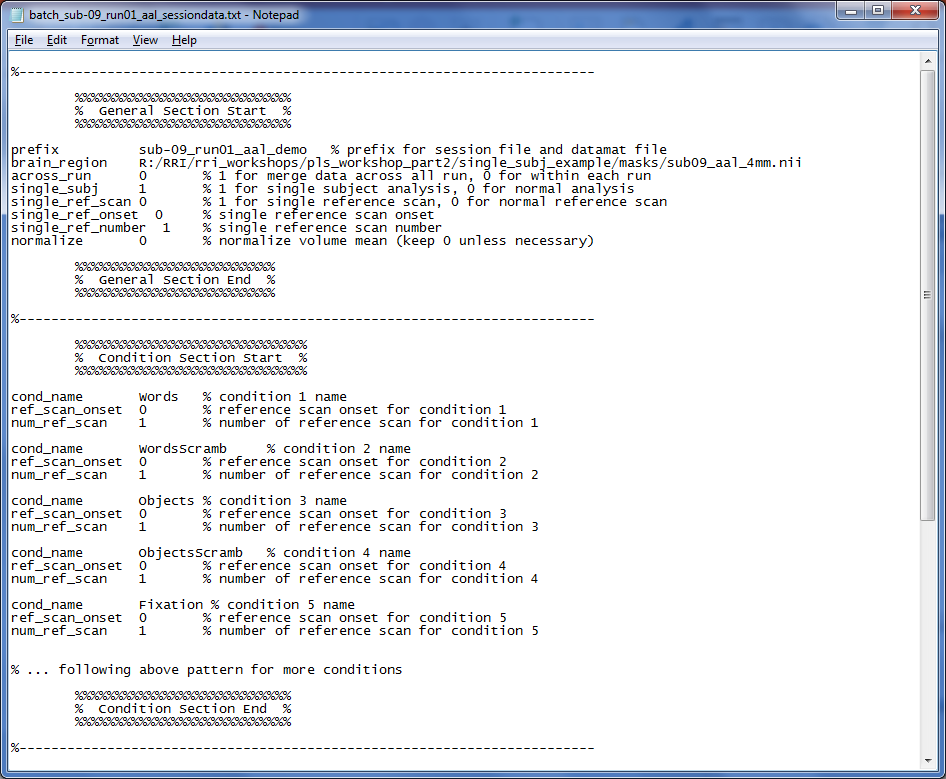 batch_sub-09_run01_aal_sessiondata.txt - Notepad
File Edit Format View Help
%------------------------------------------------------------------------
%%%%%%%%%%%%%%%%%%%%%%%%%%%
%  General Section Start  %
%%%%%%%%%%%%%%%%%%%%%%%%%%%
prefix          sub-09_run01_aal_demo   % prefix for session file and datamat file
brain_region    R:/RRI/rri_workshops/pls_workshop_part2/single_subj_example/masks/sub09_aal_4mm.nii
across_run      0       % 1 for merge data across all run, 0 for within each run
single_subj     1       % 1 for single subject analysis, 0 for normal analysis
single_ref_scan 0       % 1 for single reference scan, 0 for normal reference scan
single_ref_onset  0     % single reference scan onset
single_ref_number  1    % single reference scan number
normalize       0       % normalize volume mean (keep 0 unless necessary)
%%%%%%%%%%%%%%%%%%%%%%%%%
%  General Section End  %
%%%%%%%%%%%%%%%%%%%%%%%%%
%------------------------------------------------------------------------
%%%%%%%%%%%%%%%%%%%%%%%%%%%%%
%  Condition Section Start  %
%%%%%%%%%%%%%%%%%%%%%%%%%%%%%
cond_name       Words   % condition 1 name
ref_scan_onset  0       % reference scan onset for condition 1
num_ref_scan    1       % number of reference scan for condition 1
cond_name       WordsScramb     % condition 2 name
ref_scan_onset  0       % reference scan onset for condition 2
num_ref_scan    1       % number of reference scan for condition 2
cond_name       Objects % condition 3 name
ref_scan_onset  0       % reference scan onset for condition 3
num_ref_scan    1       % number of reference scan for condition 3
cond_name       ObjectsScramb   % condition 4 name
ref_scan_onset  0       % reference scan onset for condition 4
num_ref_scan    1       % number of reference scan for condition 4
cond_name       Fixation % condition 5 name
ref_scan_onset  0       % reference scan onset for condition 5
num_ref_scan    1       % number of reference scan for condition 5
% ... following above pattern for more conditions
%%%%%%%%%%%%%%%%%%%%%%%%%%%
%  Condition Section End  %
%%%%%%%%%%%%%%%%%%%%%%%%%%%
%------------------------------------------------------------------------